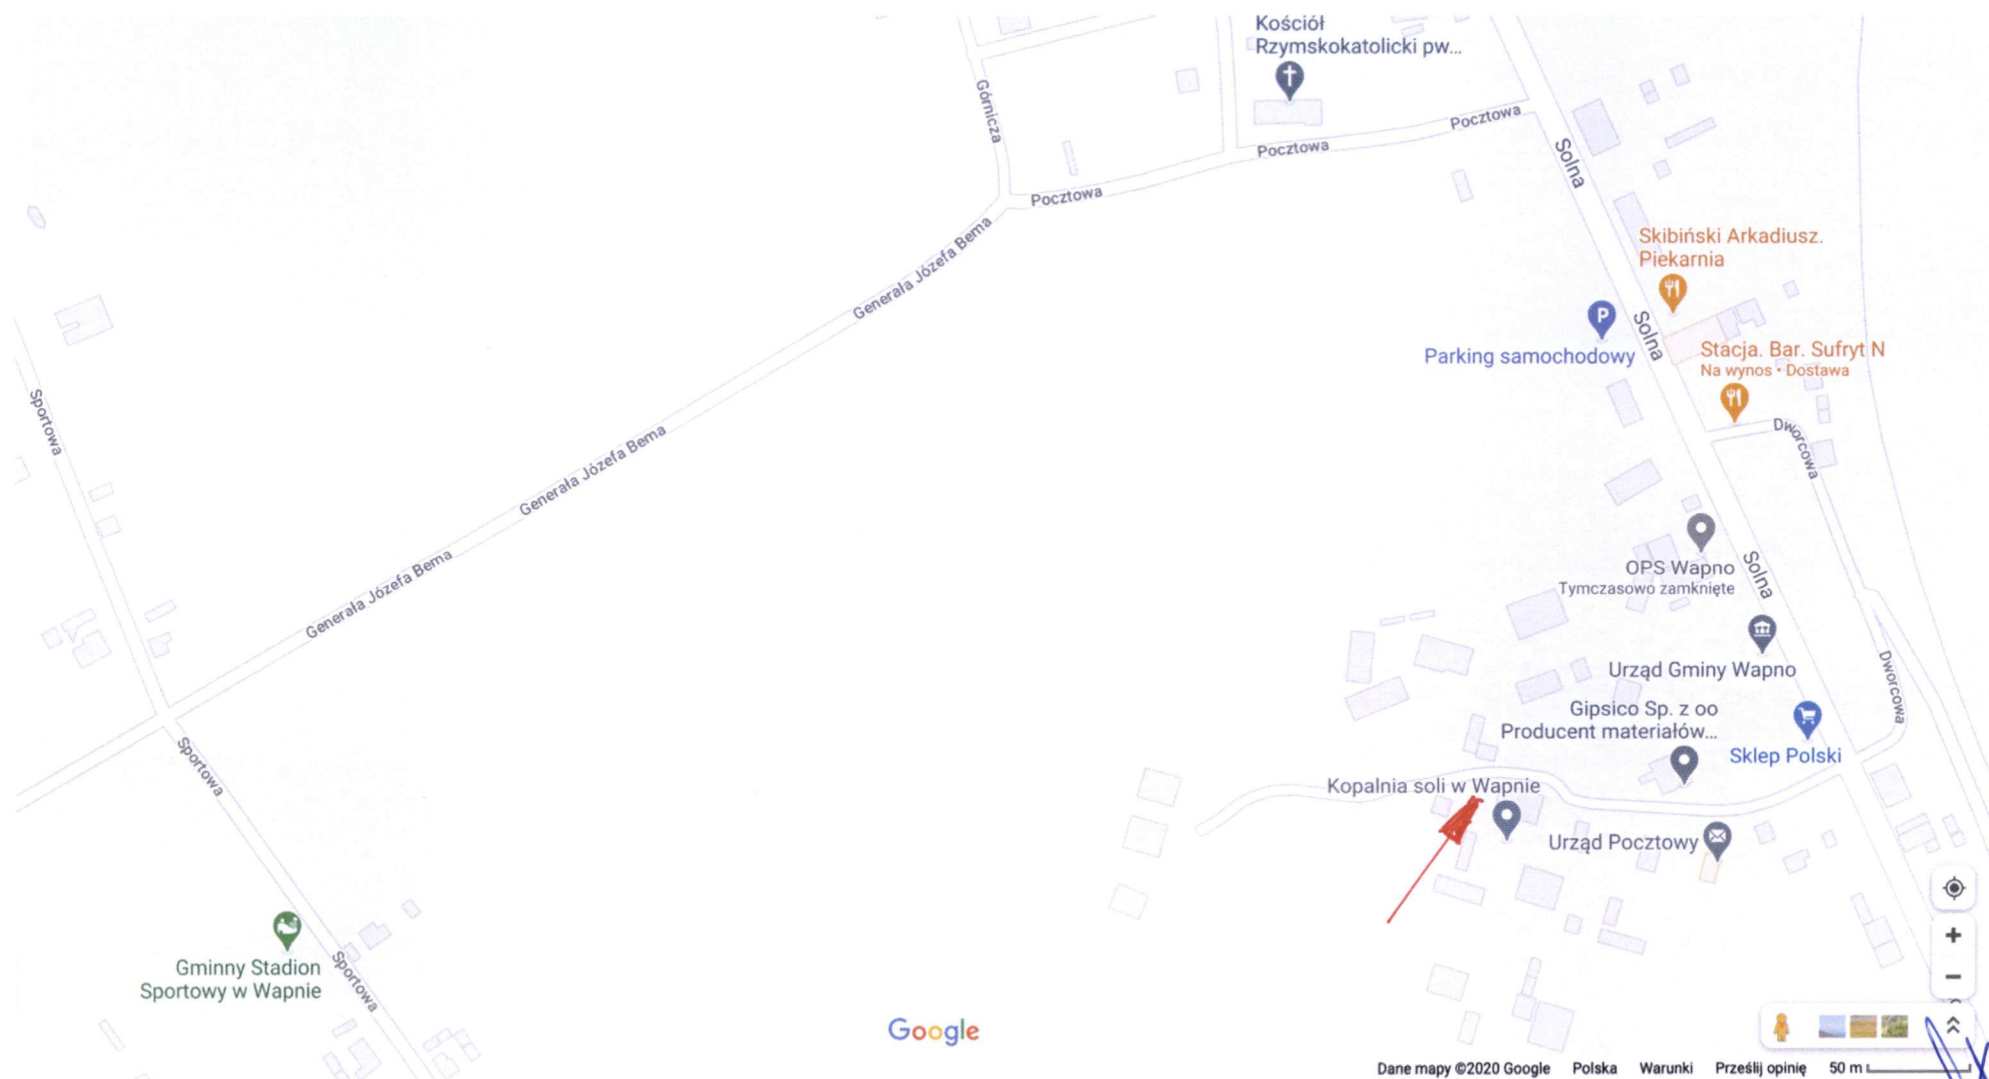 Kościół
Rzymskokatolicki pw...
Górnicza
Pocztowa
Pocztowa
Pocztowa
Solna
Generała Józefa Bema
Skibiński Arkadiusz.
Piekarnia
P
Solna
Parking samochodowy
Stacja. Bar. Sufryt N
Na wynos • Dostawa
Sportowa
Dworcowa
Generała Józefa Bema
Generała Józefa Bema
OPS Wapno
Tymczasowo zamknięte
Solna
Urząd Gminy Wapno
Dworcowa
Gipsico Sp. z oo
Producent materiałów...
Sklep Polski
Sportowa
Kopalnia soli w Wapnie
Urząd Pocztowy
Gminny Stadion
Sportowy w Wapnie
Sportowa
Google
Dane mapy ©2020 Google Polska Warunki Prześlij opinię 50 m